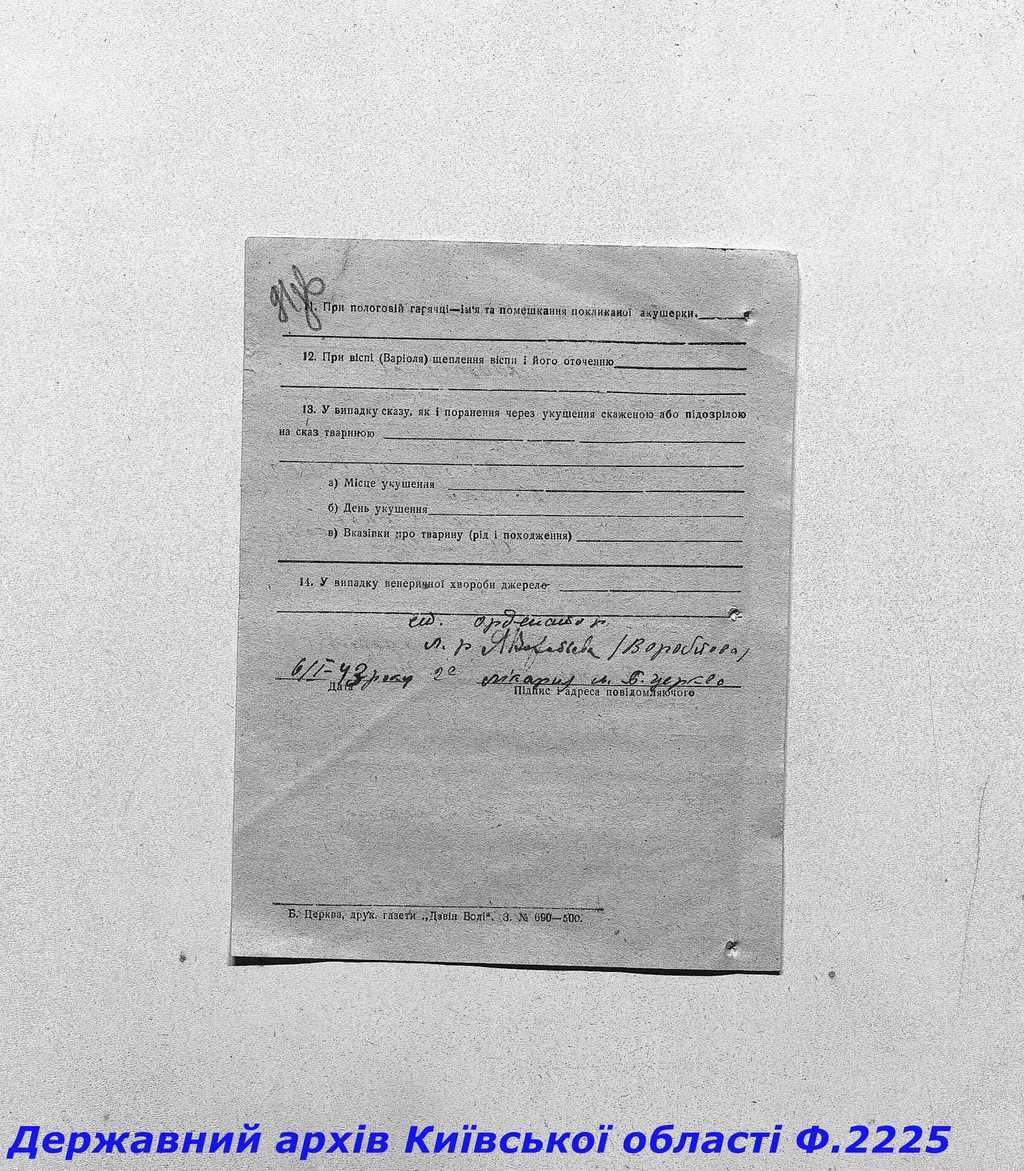 11. При пологовій гарячці—ім'я та помешкання покликаної акушерки.
12. При віспі (Варіоля) щеплення віспи і його оточенню
13. У випадку сказу, як і поранення через укушення скаженою або підозрілою
на сказ твариною
а) Місце укушення
б) День укушення
в) Вказівки про тварину (рід і походження)
14. У випадку венеричної хвороби джерело
ст. ординатор
л. р (Воробйова)
6/I-43 року 2а лікарня м. Б. Церква
Дата Підпис і адреса повідомляючого
Б. Церква, друк. газети „Дзвін Волі“. З. № 690—500.
Державний архів Київської області Ф.2225